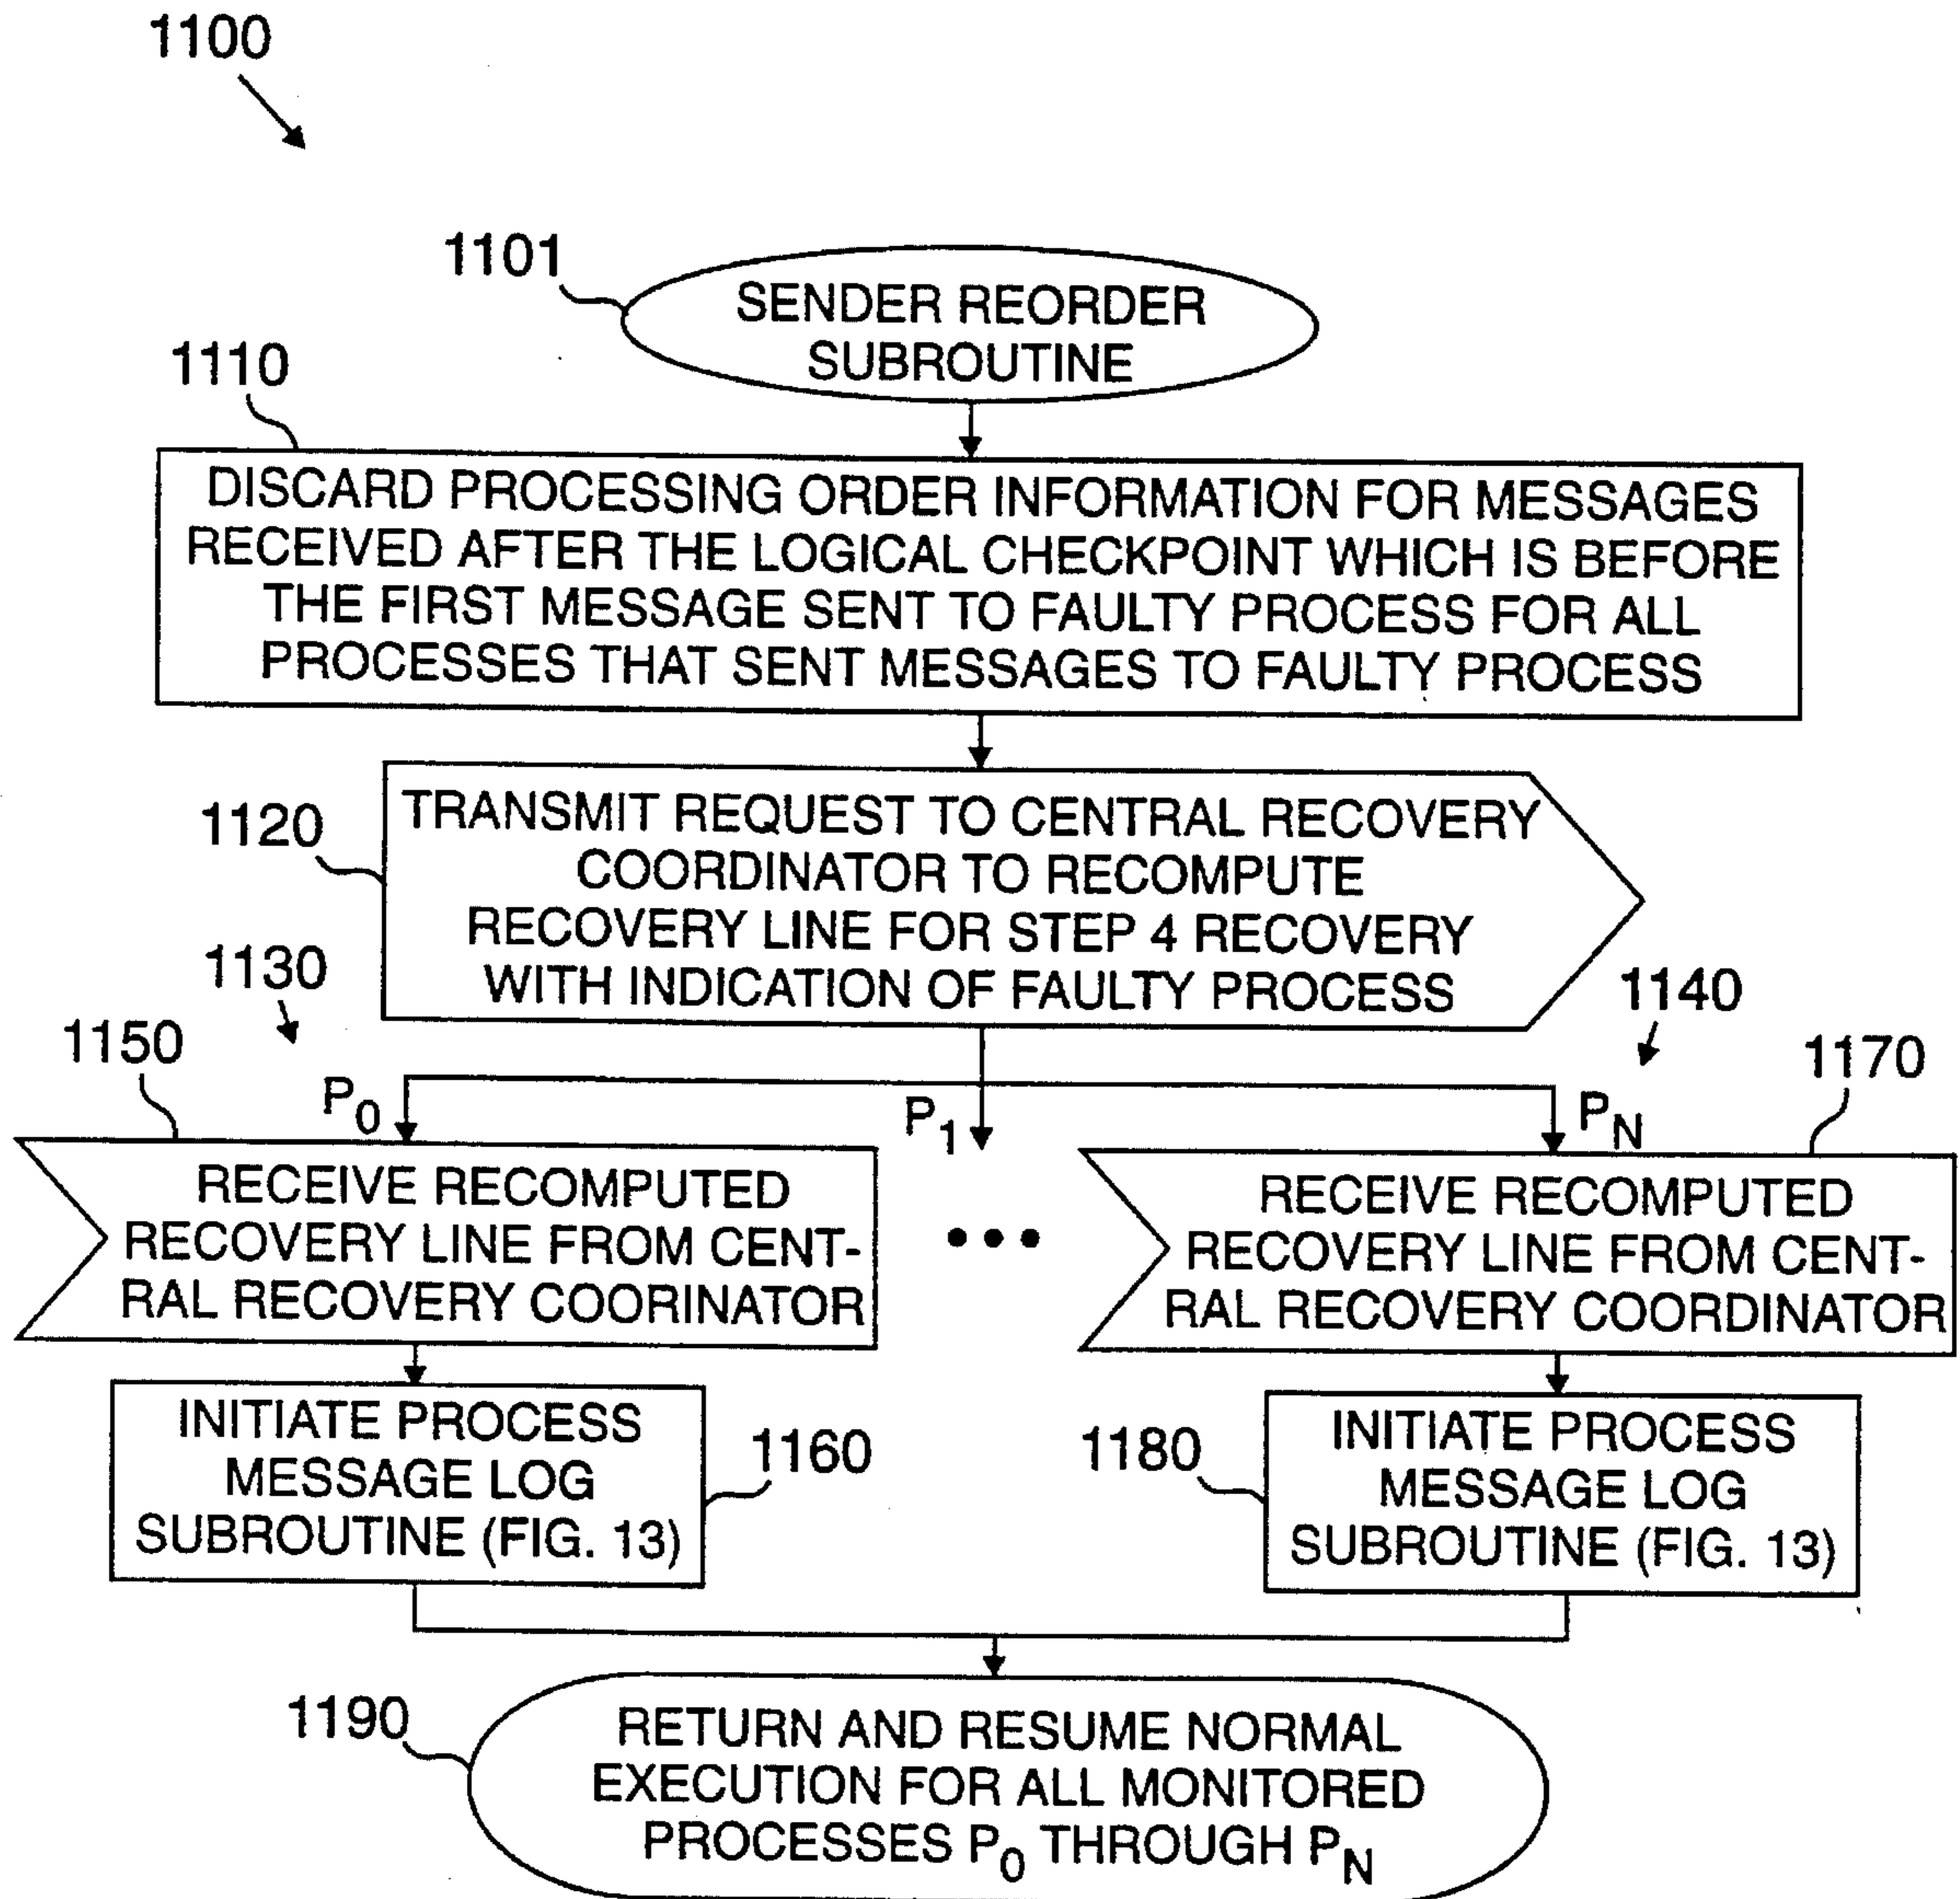 1100
1101
SENDER REORDER
SUBROUTINE
1110
DISCARD PROCESSING ORDER INFORMATION FOR MESSAGES
RECEIVED AFTER THE LOGICAL CHECKPOINT WHICH IS BEFORE
THE FIRST MESSAGE SENT TO FAULTY PROCESS FOR ALL
PROCESSES THAT SENT MESSAGES TO FAULTY PROCESS
1120
TRANSMIT REQUEST TO CENTRAL RECOVERY
COORDINATOR TO RECOMPUTE
RECOVERY LINE FOR STEP 4 RECOVERY
WITH INDICATION OF FAULTY PROCESS
1130
1140
1150
1170
P0
P1
PN
RECEIVE RECOMPUTED
RECOVERY LINE FROM CENT-
RAL RECOVERY COORINATOR
RECEIVE RECOMPUTED
RECOVERY LINE FROM CENT-
RAL RECOVERY COORDINATOR
INITIATE PROCESS
MESSAGE LOG
SUBROUTINE (FIG. 13)
1160
1180
INITIATE PROCESS
MESSAGE LOG
SUBROUTINE (FIG. 13)
1190
RETURN AND RESUME NORMAL
EXECUTION FOR ALL MONITORED
PROCESSES P0 THROUGH PN